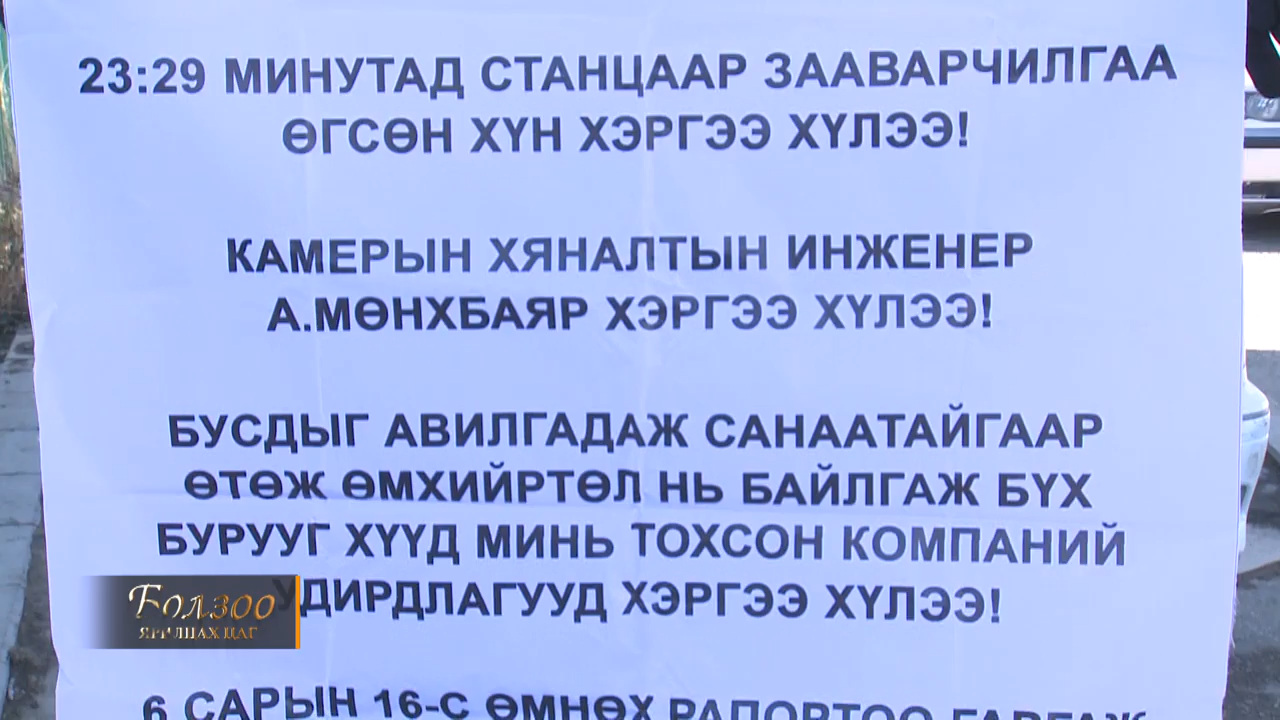 23:29 МИНУТАД СТАНЦААР ЗААВАРЧИЛГАА
ӨГСӨН ХҮН ХЭРГЭЭ ХҮЛЭЭ!
КАМЕРЫН ХЯНАЛТЫН ИНЖЕНЕР
А.МӨНХБАЯР ХЭРГЭЭ ХҮЛЭЭ!
БУСДЫГ АВИЛГАДАЖ САНААТАЙГААР
ӨТӨЖ ӨМХИЙРТӨЛ НЬ БАЙЛГАЖ БҮХ
БУРУУГ ХҮҮД МИНЬ ТОХСОН КОМПАНИЙ
УДИРДЛАГУУД ХЭРГЭЭ ХҮЛЭЭ!
Болзоо
ЯРИЛЦАХ ЦАГ
6 САРЫН 16-С ӨМНӨХ РАПОРТОО ГАРГАЖ